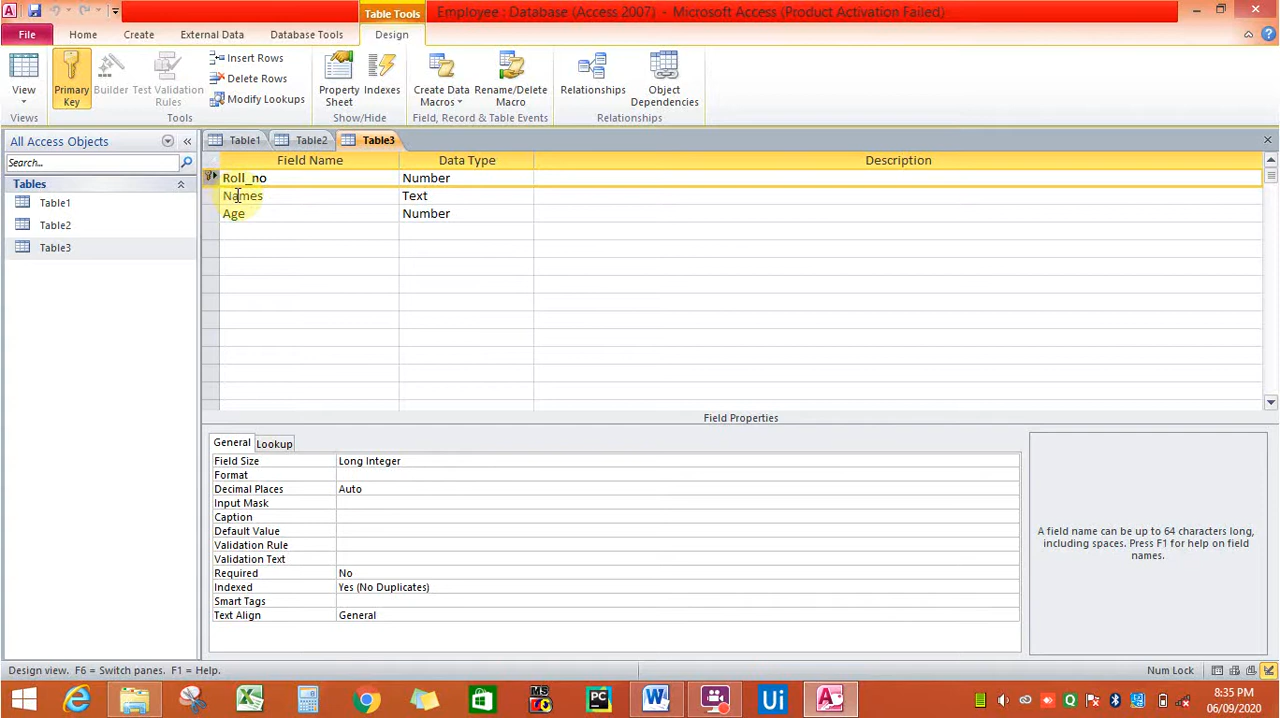 Table Tools
Employee : Database (Access 2007) - Microsoft Access (Product Activation Failed)
File
Home
Create
External Data
Database Tools
Design
View
Primary Key
Builder
Test Validation Rules
Insert Rows
Delete Rows
Modify Lookups
Property Sheet
Indexes
Create Data Macros
Rename/Delete Macro
Relationships
Object Dependencies
Views
Tools
Show/Hide
Field, Record & Table Events
Relationships
All Access Objects
Search...
Tables
Table1
Table2
Table3
Table1
Table2
Table3
Field Name
Data Type
Description
Roll_no
Number
Names
Text
Age
Number
Field Properties
General
Lookup
Field Size
Long Integer
Format
Decimal Places
Auto
Input Mask
Caption
Default Value
Validation Rule
Validation Text
Required
No
Indexed
Yes (No Duplicates)
Smart Tags
Text Align
General
A field name can be up to 64 characters long,
including spaces. Press F1 for help on field
names.
Design view. F6 = Switch panes. F1 = Help.
Num Lock
MS
PC
W
Ui
A
Q
8:35 PM
06/09/2020